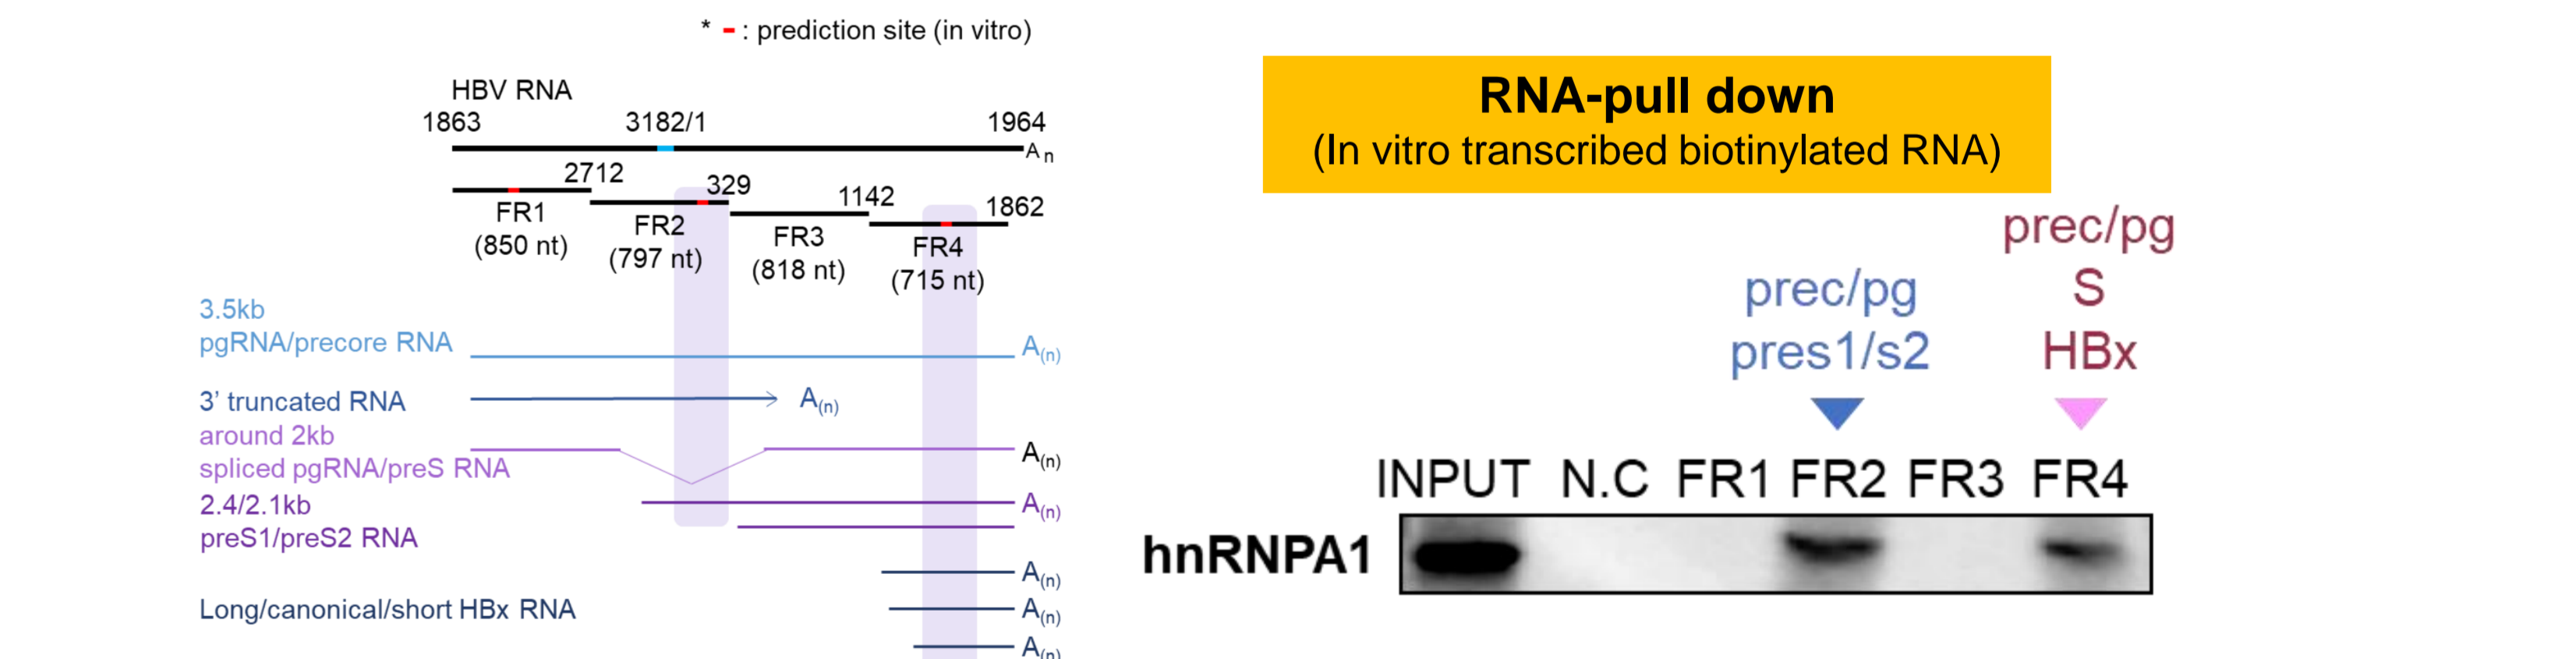 * - : prediction site (in vitro)
HBV RNA
1863
3182/1
1964
An
2712
329
1142
1862
FR1
(850 nt)
FR2
(797 nt)
FR3
(818 nt)
FR4
(715 nt)
3.5kb
pgRNA/precore RNA
A(n)
3’ truncated RNA
A(n)
around 2kb
spliced pgRNA/preS RNA
A(n)
2.4/2.1kb
preS1/preS2 RNA
A(n)
A(n)
Long/canonical/short HBx RNA
A(n)
A(n)
RNA-pull down
(In vitro transcribed biotinylated RNA)
prec/pg
pres1/s2
prec/pg
S
HBx
INPUT N.C FR1 FR2 FR3 FR4
hnRNPA1